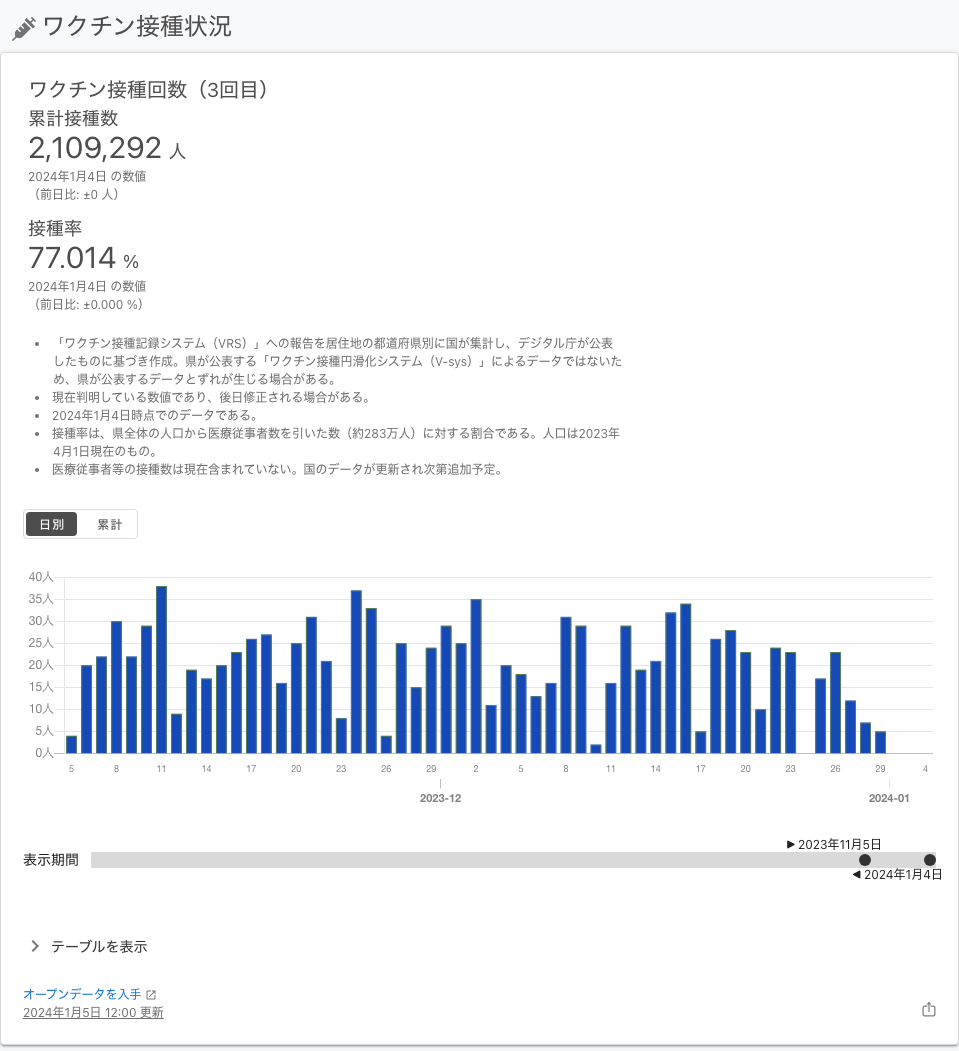 ワクチン接種状況
ワクチン接種回数（3回目）
累計接種数
2,109,292 人
2024年1月4日 の数値
（前日比: ±0 人）
接種率
77.014 %
2024年1月4日 の数値
（前日比: ±0.000 %）
• 「ワクチン接種記録システム（VRS）」への報告を居住地の都道府県別に国が集計し、デジタル庁が公表
したものに基づき作成。県が公表する「ワクチン接種円滑化システム（V-sys）」によるデータではないた
め、県が公表するデータとずれが生じる場合がある。
• 現在判明している数値であり、後日修正される場合がある。
• 2024年1月4日時点でのデータである。
• 接種率は、県全体の人口から医療従事者数を引いた数（約283万人）に対する割合である。人口は2023年
4月1日現在のもの。
• 医療従事者等の接種数は現在含まれていない。国のデータが更新され次第追加予定。
日別 累計
40人
35人
30人
25人
20人
15人
10人
5人
0人
5 8 11 14 17 20 23 26 29 2 5 8 11 14 17 20 23 26 29 4
2023-12 2024-01
▶ 2023年11月5日
表示期間
◀ 2024年1月4日
テーブルを表示
オープンデータを入手
2024年1月5日 12:00 更新